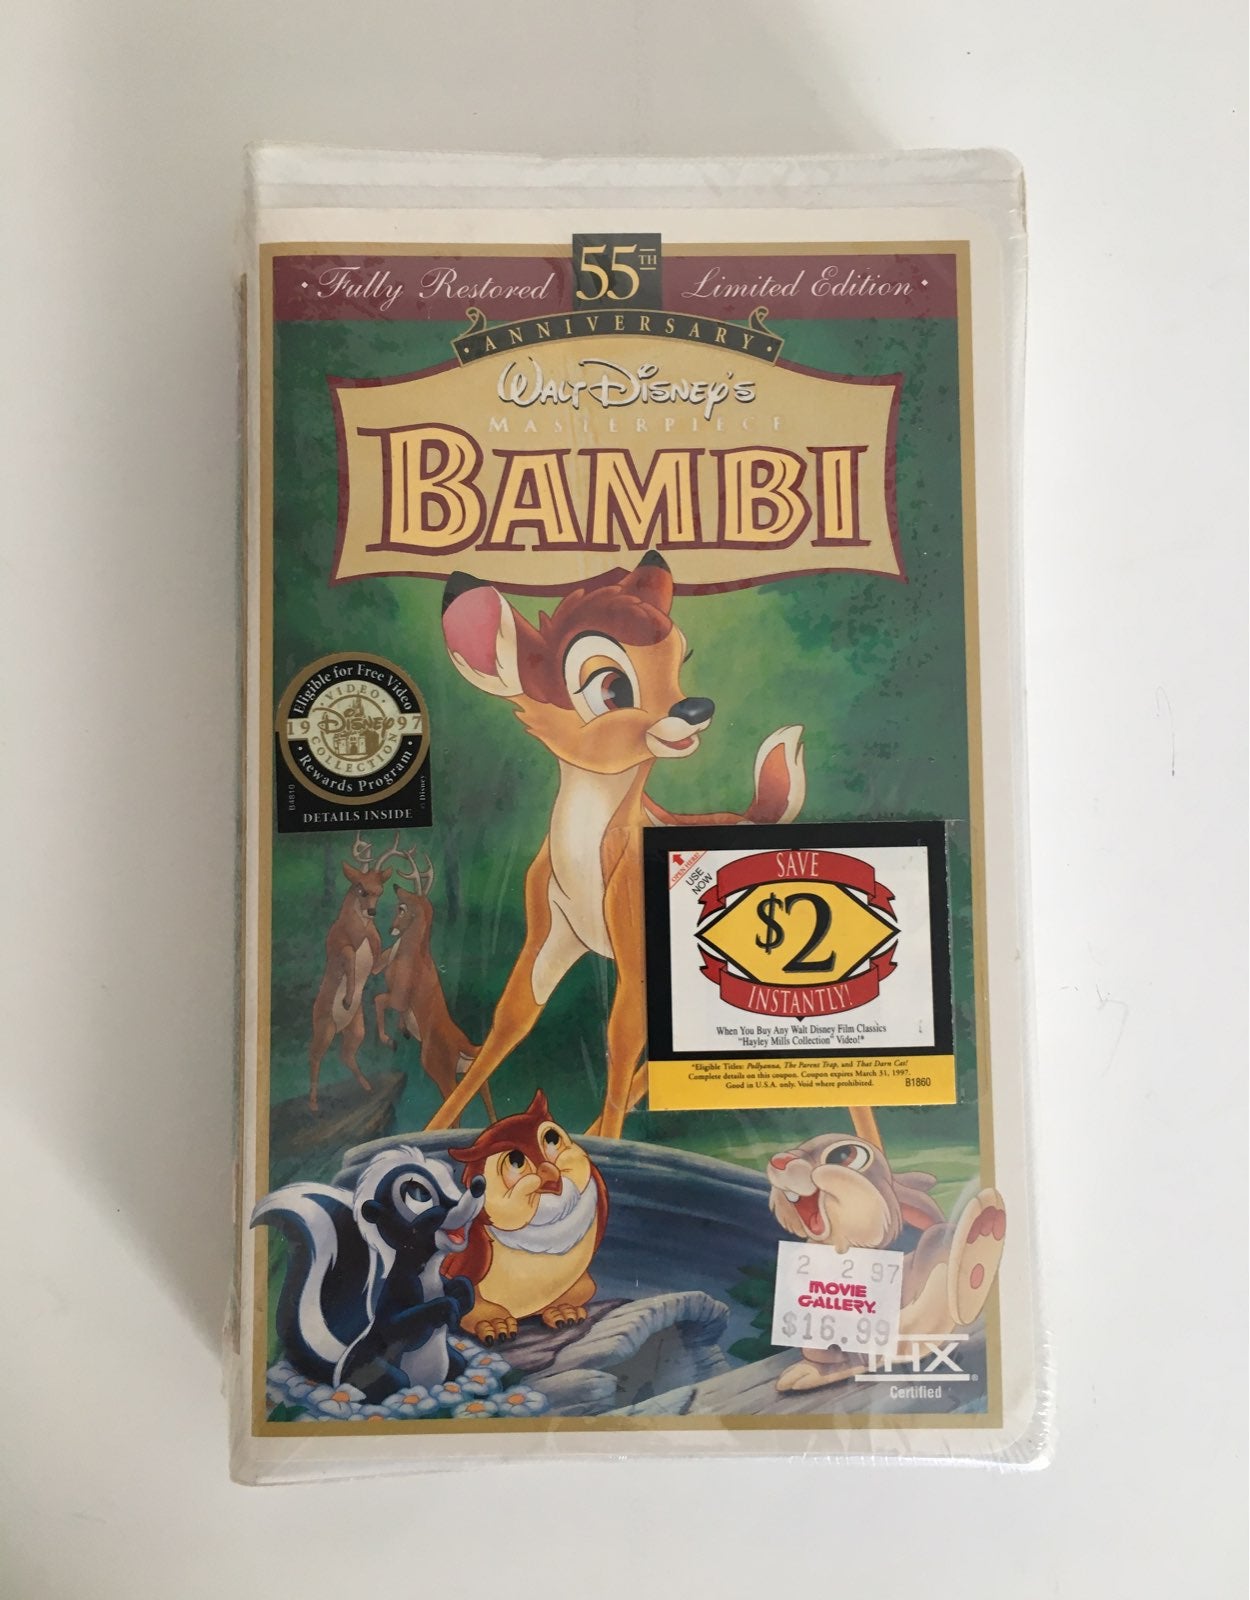 • Fully Restored 55TH Limited Edition •
• ANNIVERSARY •
WALT DISNEY'S
MASTERPIECE
BAMBI
Eligible for Free Video
• VIDEO •
19 DISNEY 97
COLLECTION
• Rewards Program •
B4810
© Disney
DETAILS INSIDE
OPEN HERE
USE NOW
SAVE
$2
INSTANTLY!
When You Buy Any Walt Disney Film Classics
"Hayley Mills Collection" Video!*
*Eligible Titles: Pollyanna, The Parent Trap, and That Darn Cat!
Complete details on this coupon. Coupon expires March 31, 1997.
Good in U.S.A. only. Void where prohibited. B1860
2 2 97
MOVIE
GALLERY.
$16.99
THX
Certified